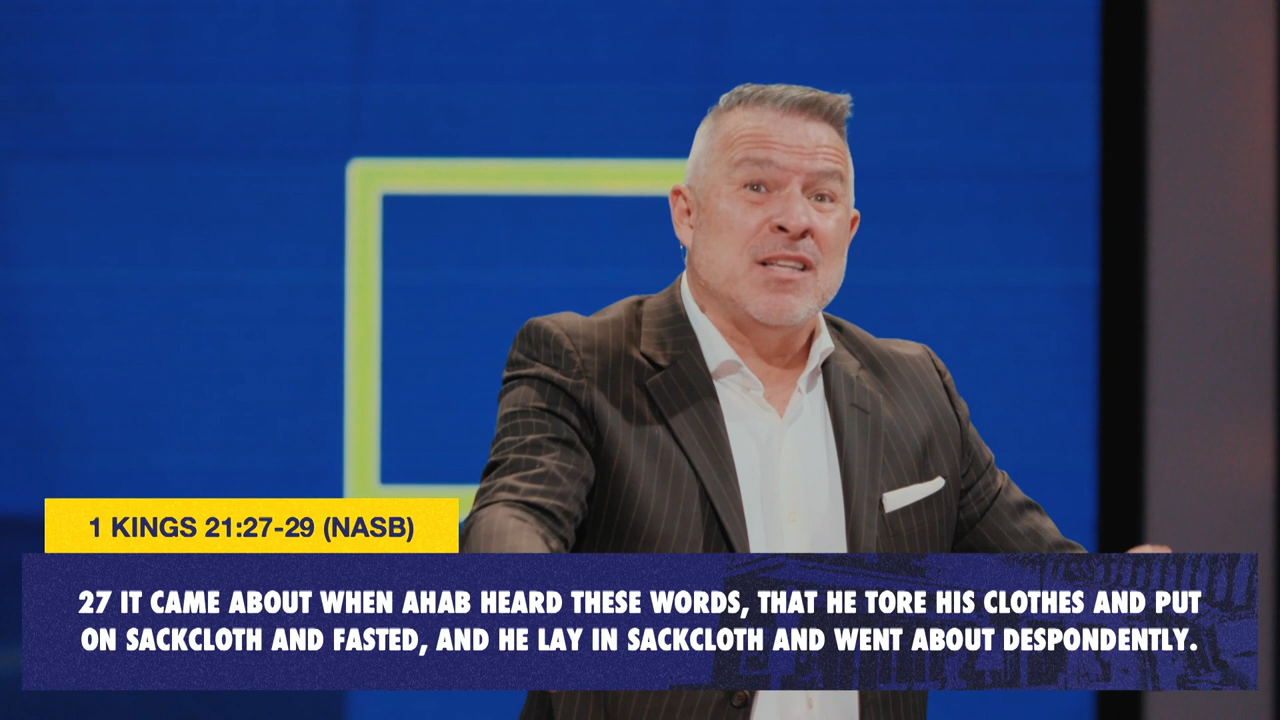 1 KINGS 21:27-29 (NASB)
27 IT CAME ABOUT WHEN AHAB HEARD THESE WORDS, THAT HE TORE HIS CLOTHES AND PUT
ON SACKCLOTH AND FASTED, AND HE LAY IN SACKCLOTH AND WENT ABOUT DESPONDENTLY.